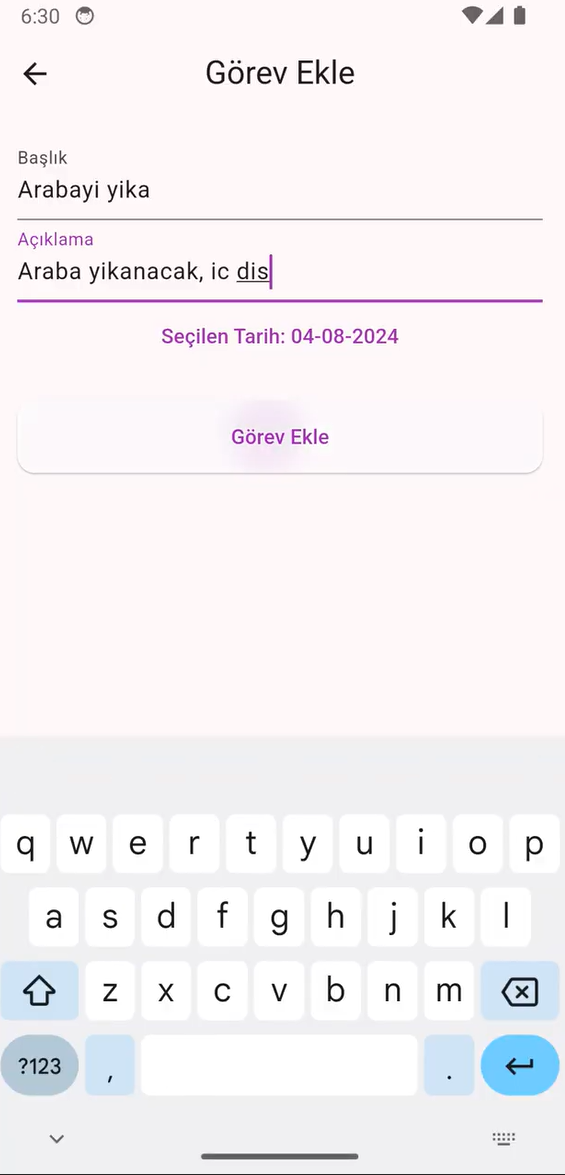 6:30
Görev Ekle
Başlık
Arabayi yika
Açıklama
Araba yikanacak, ic dis
Seçilen Tarih: 04-08-2024
Görev Ekle
q w e r t y u i o p
a s d f g h j k l
z x c v b n m
?123 , .